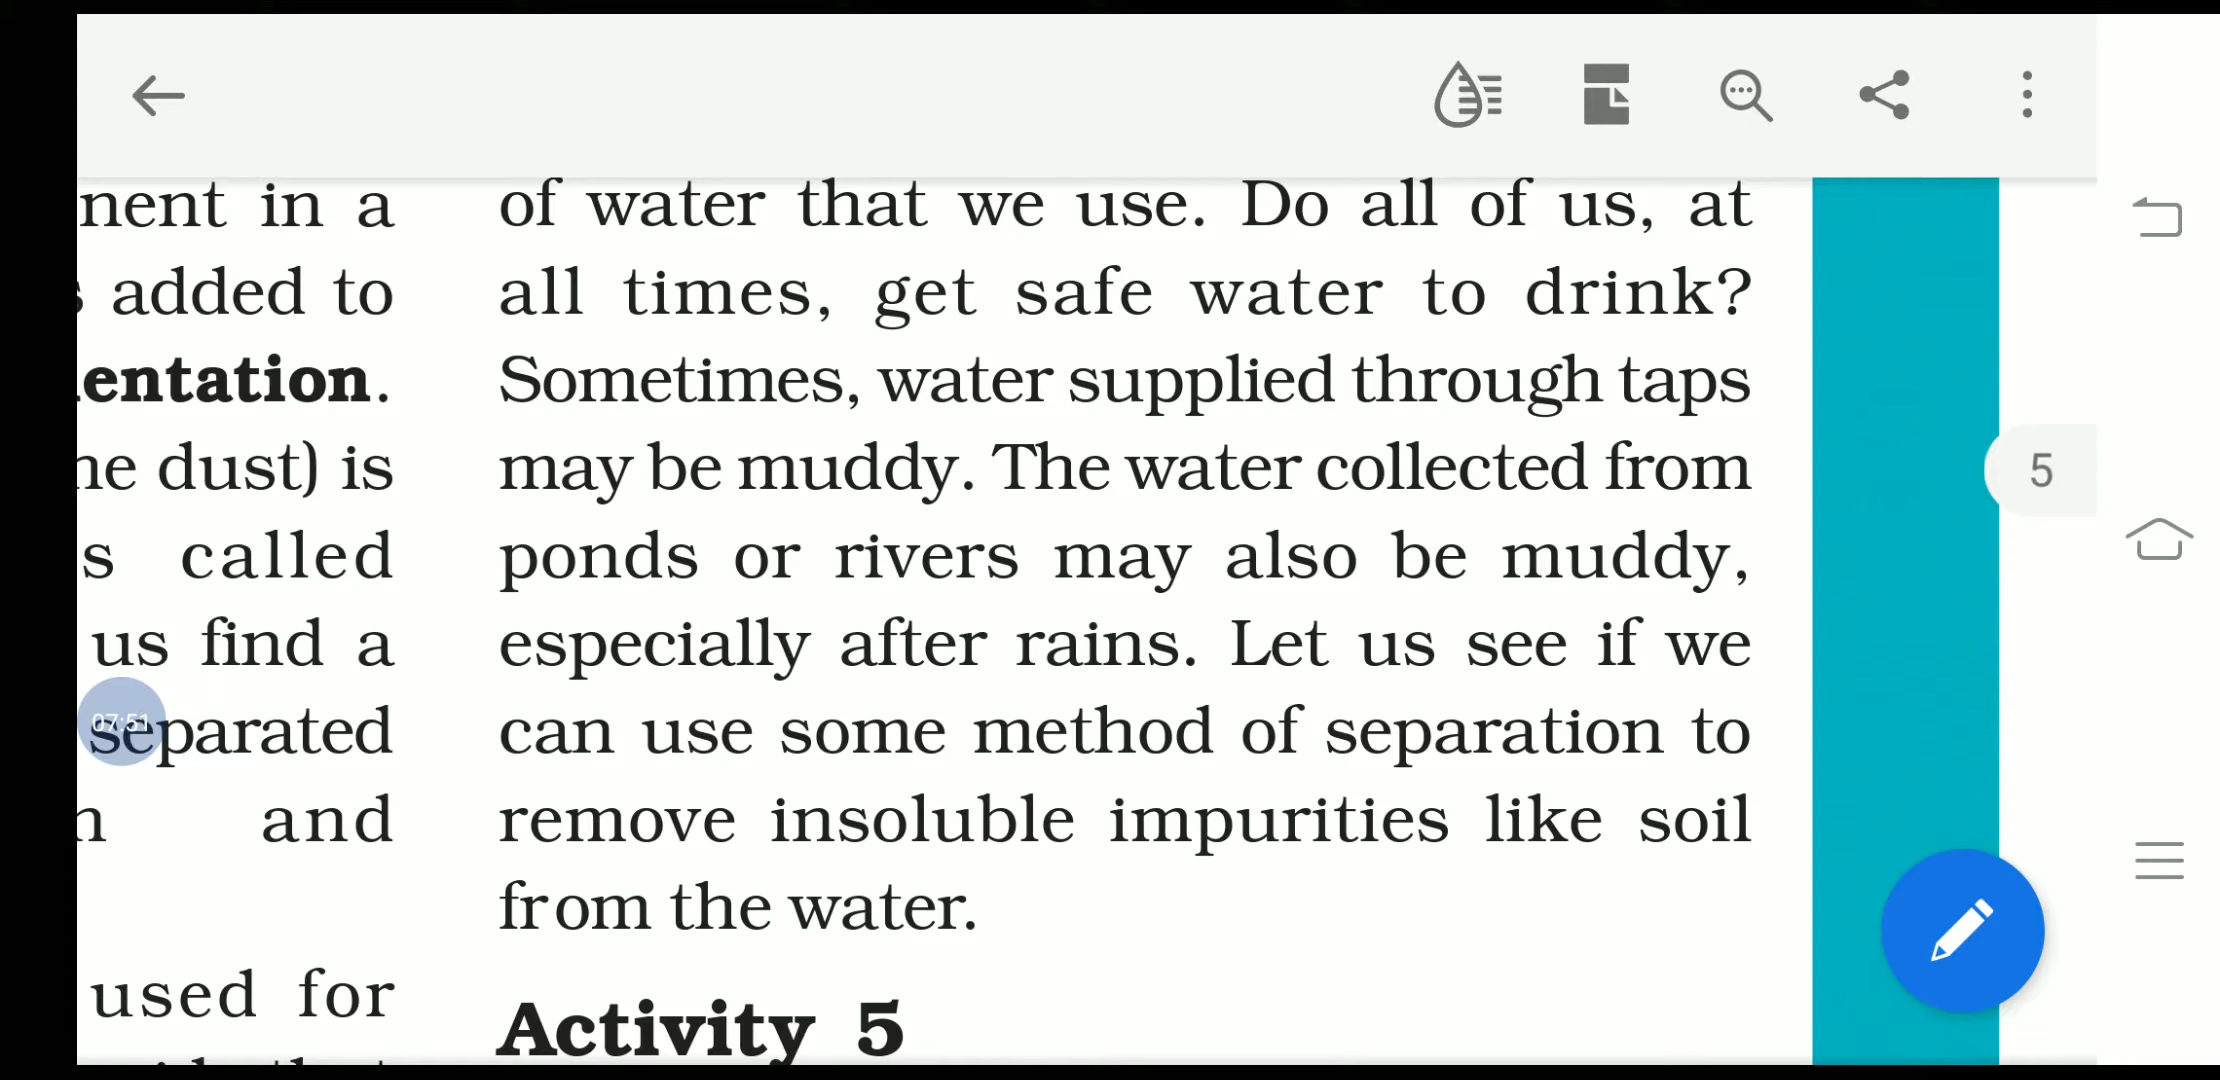 nent in a
added to
entation.
he dust) is
s called
us find a
separated
and
used for
of water that we use. Do all of us, at
all times, get safe water to drink?
Sometimes, water supplied through taps
may be muddy. The water collected from
ponds or rivers may also be muddy,
especially after rains. Let us see if we
can use some method of separation to
remove insoluble impurities like soil
from the water.
Activity 5
5
07:51